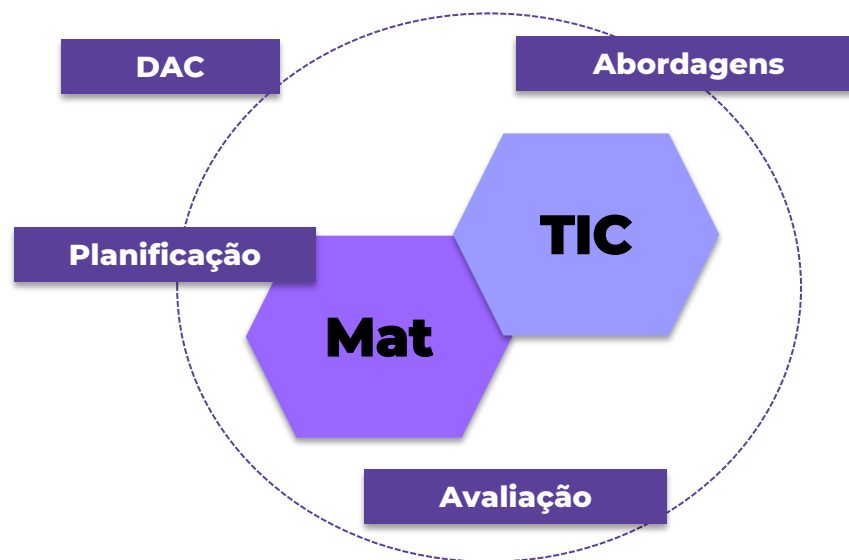 DAC
Abordagens
TIC
Planificação
Mat
Avaliação